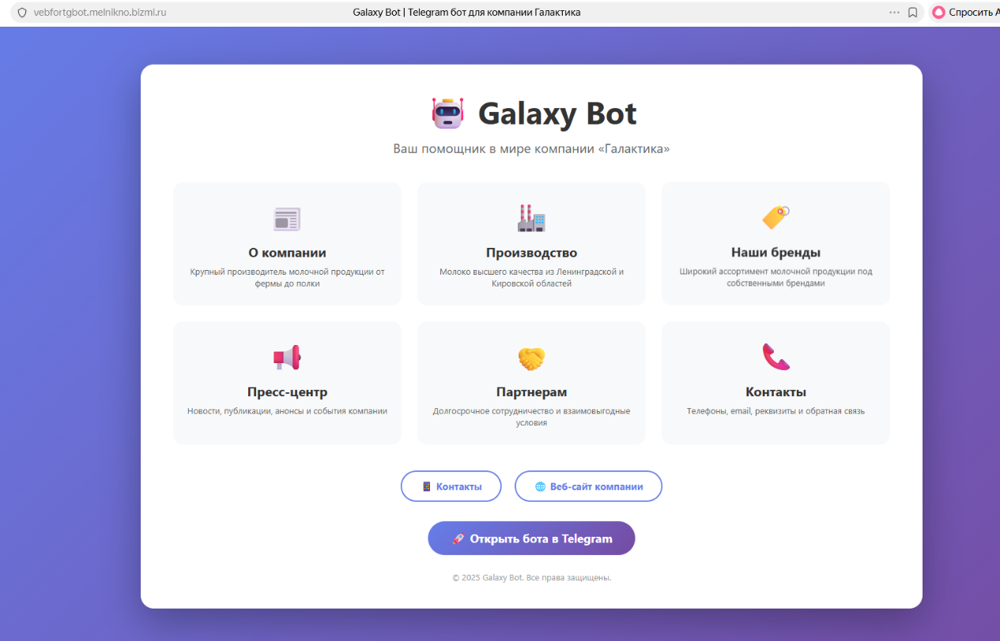 vebfortgbot.melnikno.bizml.ru
Galaxy Bot | Telegram бот для компании Галактика
Спросить
Galaxy Bot
Ваш помощник в мире компании «Галактика»
О компании
Крупный производитель молочной продукции от
фермы до полки
Производство
Молоко высшего качества из Ленинградской и
Кировской областей
Наши бренды
Широкий ассортимент молочной продукции под
собственными брендами
Пресс-центр
Новости, публикации, анонсы и события компании
Партнерам
Долгосрочное сотрудничество и взаимовыгодные
условия
Контакты
Телефоны, email, реквизиты и обратная связь
Контакты
Веб-сайт компании
Открыть бота в Telegram
© 2025 Galaxy Bot. Все права защищены.